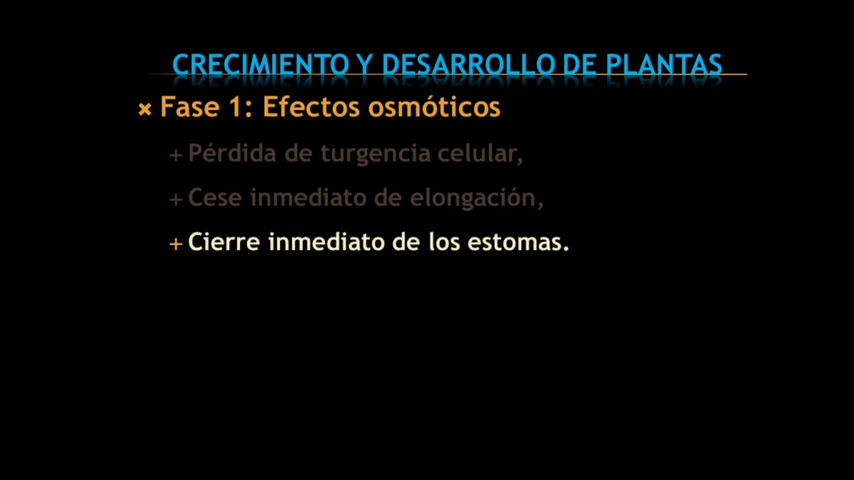 CRECIMIENTO Y DESARROLLO DE PLANTAS
Fase 1: Efectos osmóticos
Pérdida de turgencia celular,
Cese inmediato de elongación,
Cierre inmediato de los estomas.